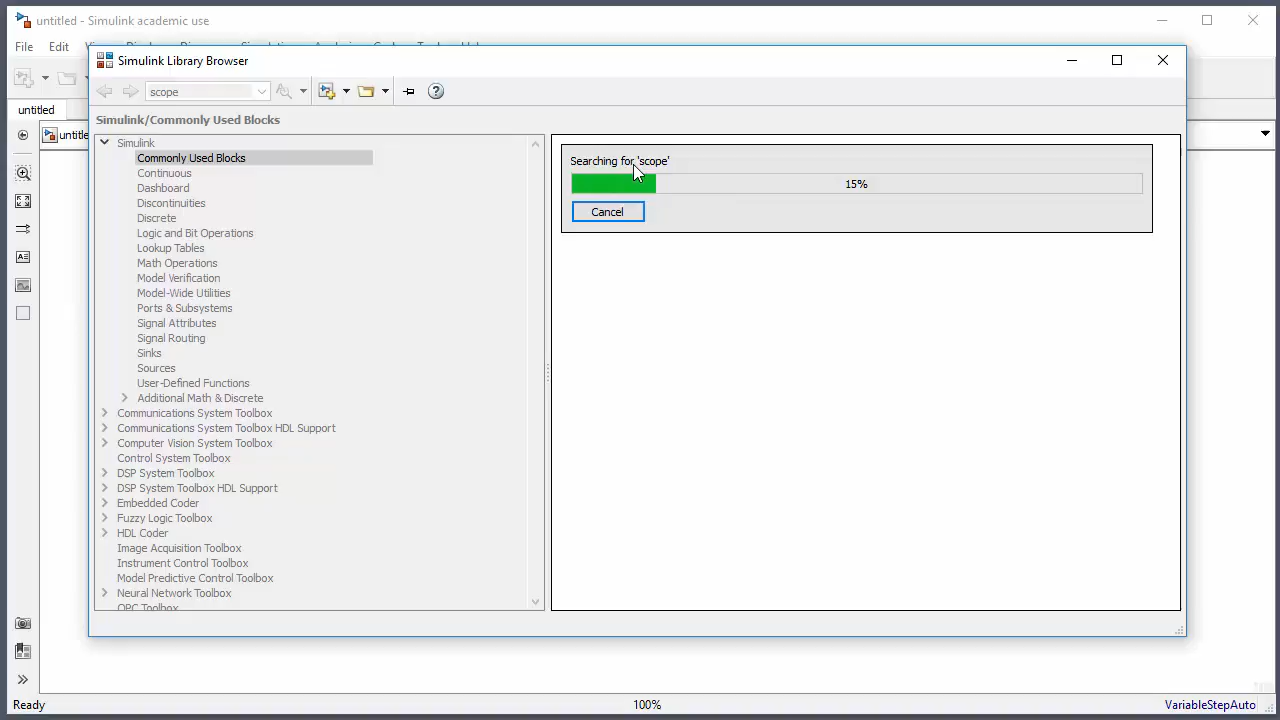 untitled - Simulink academic use
File Edit
Simulink Library Browser
scope
untitled
Simulink/Commonly Used Blocks
Simulink
Commonly Used Blocks
Continuous
Dashboard
Discontinuities
Discrete
Logic and Bit Operations
Lookup Tables
Math Operations
Model Verification
Model-Wide Utilities
Ports & Subsystems
Signal Attributes
Signal Routing
Sinks
Sources
User-Defined Functions
Additional Math & Discrete
Communications System Toolbox
Communications System Toolbox HDL Support
Computer Vision System Toolbox
Control System Toolbox
DSP System Toolbox
DSP System Toolbox HDL Support
Embedded Coder
Fuzzy Logic Toolbox
HDL Coder
Image Acquisition Toolbox
Instrument Control Toolbox
Model Predictive Control Toolbox
Neural Network Toolbox
OPC Toolbox
Searching for 'scope'
15%
Cancel
Ready
100%
VariableStepAuto